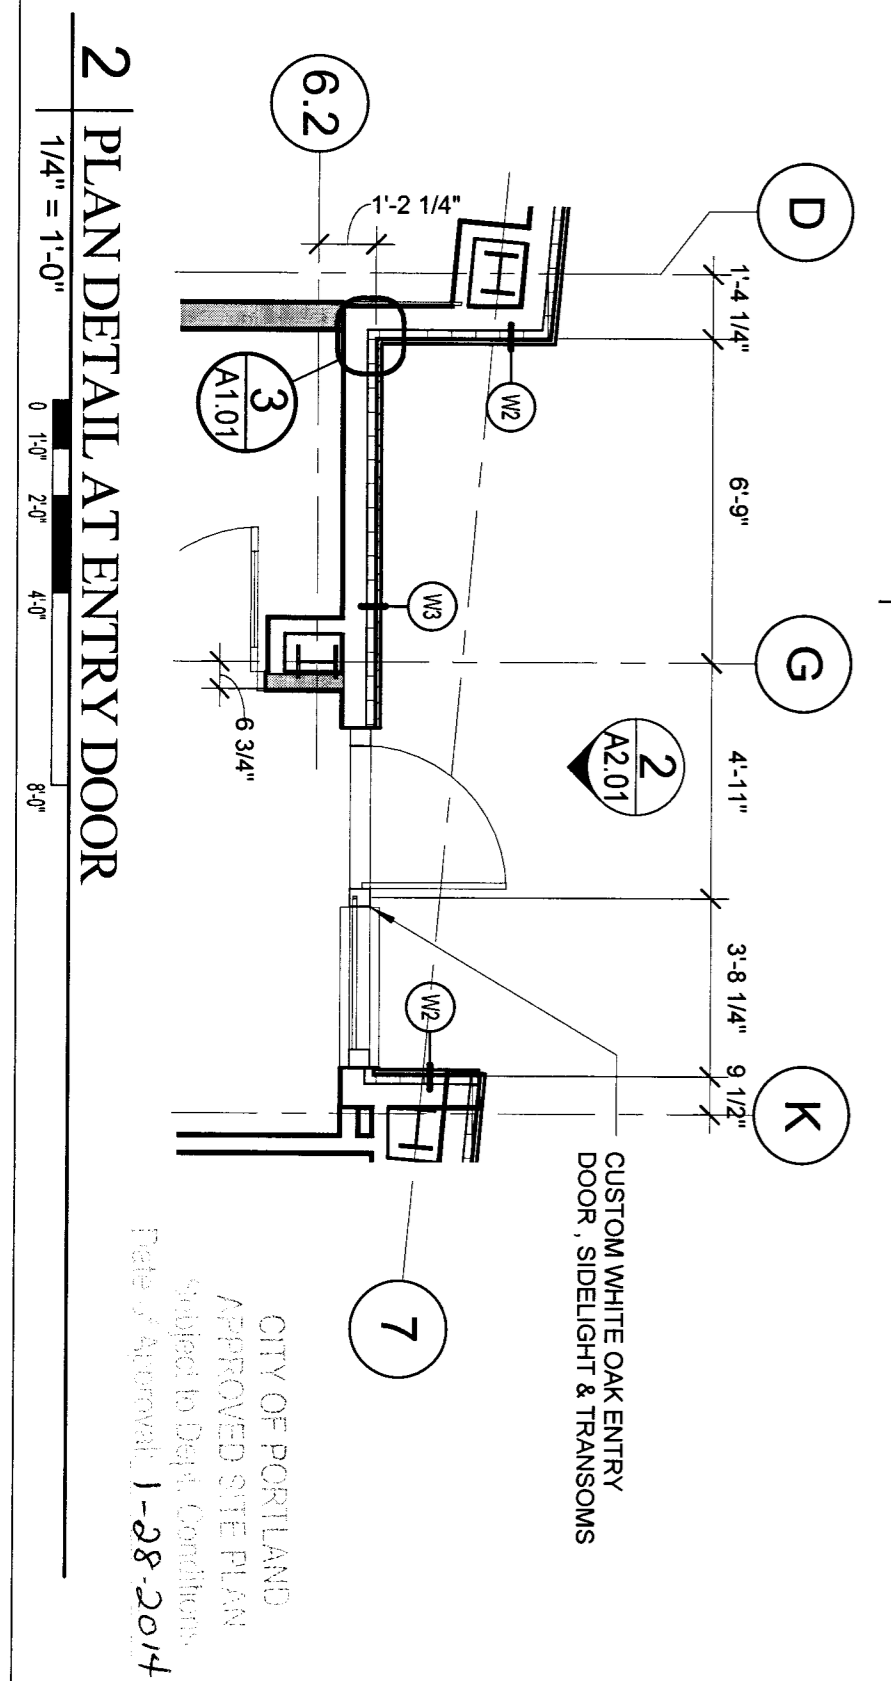 D
G
K
1'-4 1/4"
6'-9"
4'-11"
3'-8 1/4"
9 1/2"
2
A2.01
CUSTOM WHITE OAK ENTRY
DOOR , SIDELIGHT & TRANSOMS
W2
W3
W2
7
1'-2 1/4"
6.2
3
A1.01
6 3/4"
CITY OF PORTLAND
APPROVED SITE PLAN
Subject to Dept. Conditions
Date of Approval: 1-28-2014
2
PLAN DETAIL AT ENTRY DOOR
1/4" = 1'-0"
0 1'-0" 2'-0" 4'-0" 8'-0"